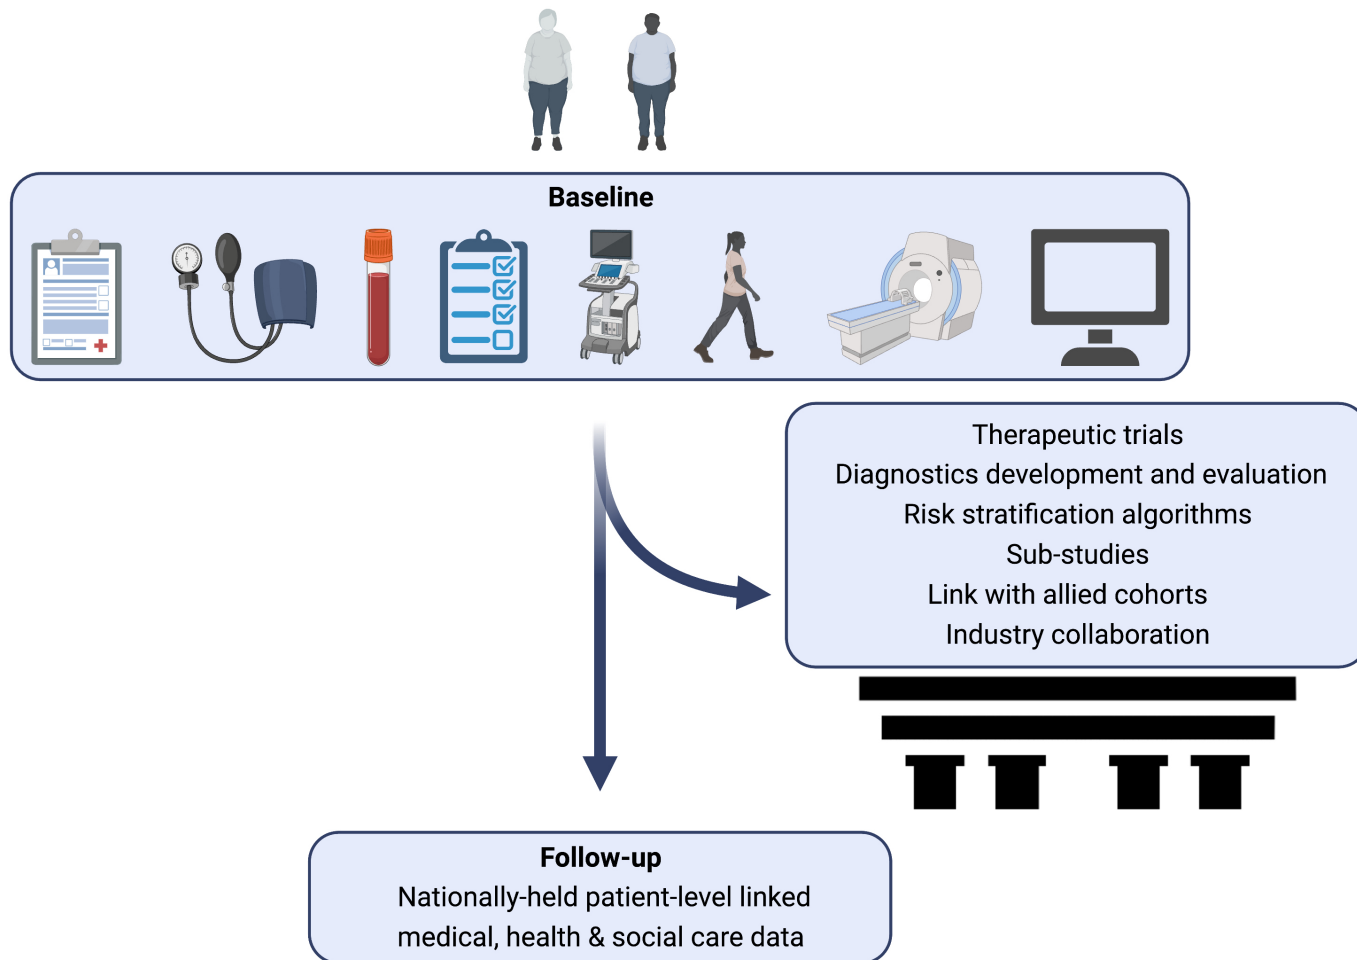 Baseline
Therapeutic trials
Diagnostics development and evaluation
Risk stratification algorithms
Sub-studies
Link with allied cohorts
Industry collaboration
Follow-up
Nationally-held patient-level linked
medical, health & social care data